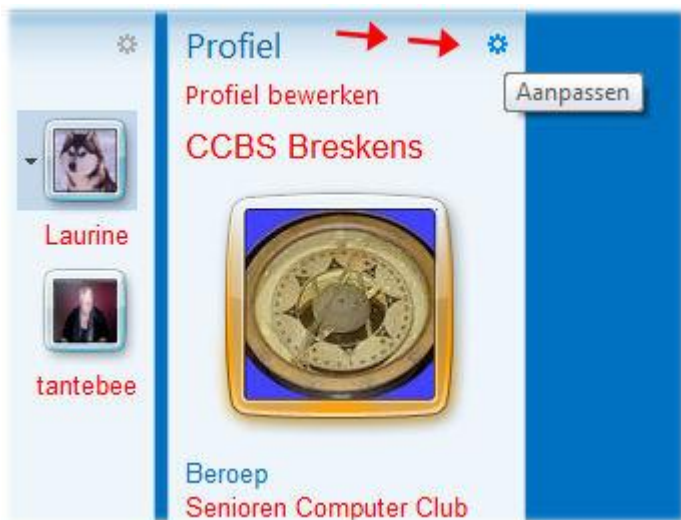 Profiel
Profiel bewerken
Aanpassen
CCBS Breskens
Laurine
tantebee
Beroep
Senioren Computer Club